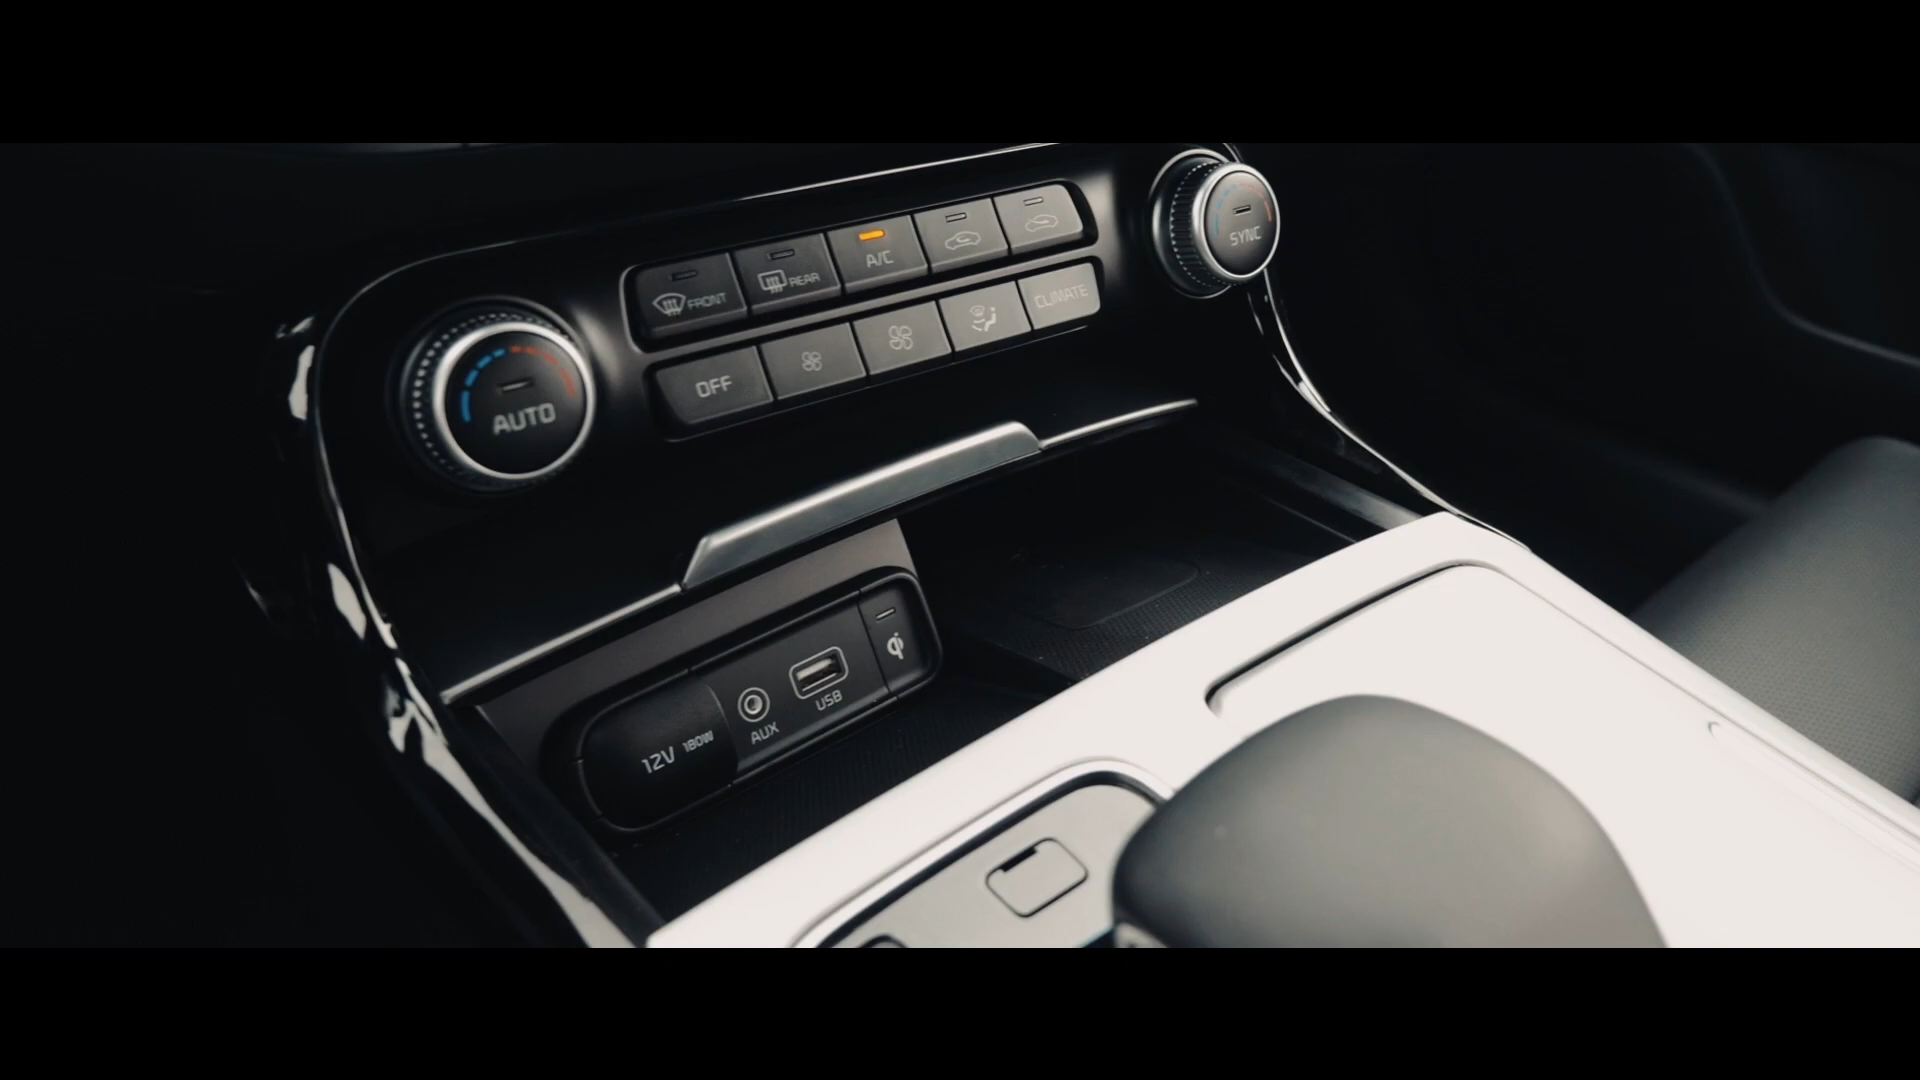 FRONT
REAR
A/C
SYNC
AUTO
OFF
CLIMATE
12V 180W
AUX
USB